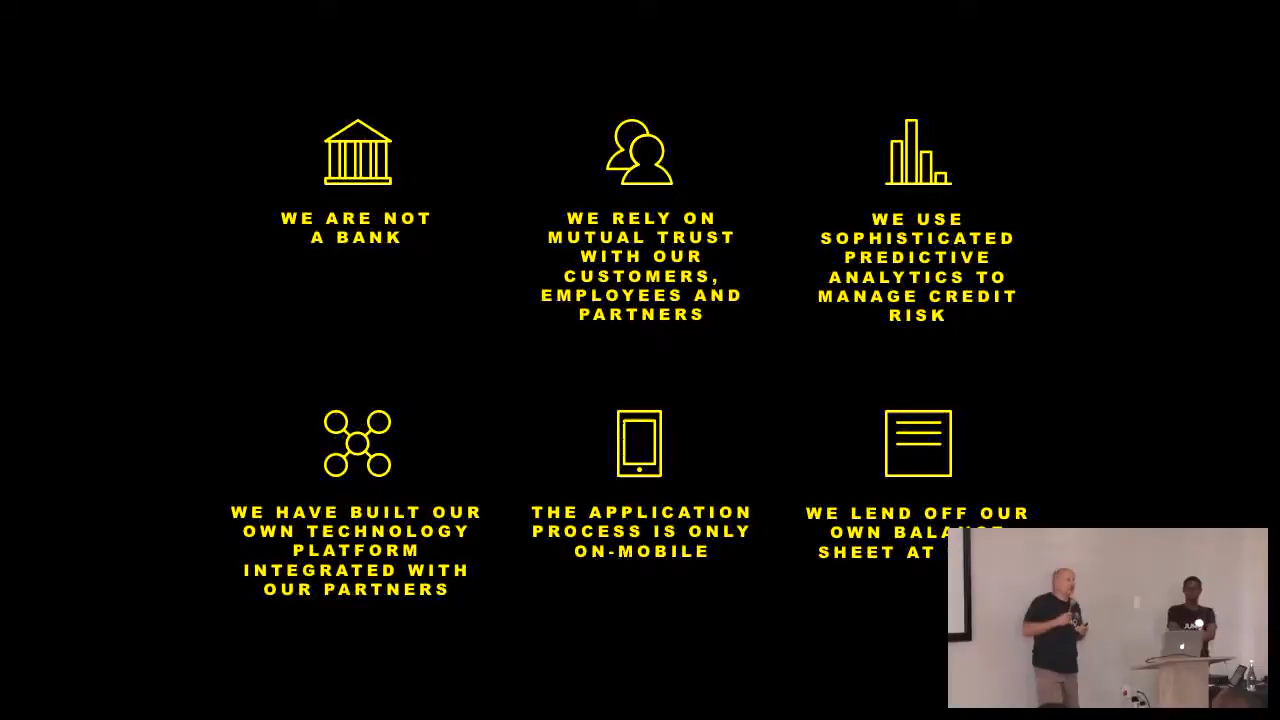 WE ARE NOT
A BANK
WE RELY ON
MUTUAL TRUST
WITH OUR
CUSTOMERS,
EMPLOYEES AND
PARTNERS
WE USE
SOPHISTICATED
PREDICTIVE
ANALYTICS TO
MANAGE CREDIT
RISK
WE HAVE BUILT OUR
OWN TECHNOLOGY
PLATFORM
INTEGRATED WITH
OUR PARTNERS
THE APPLICATION
PROCESS IS ONLY
ON-MOBILE
WE LEND OFF OUR
OWN
SHEET AT